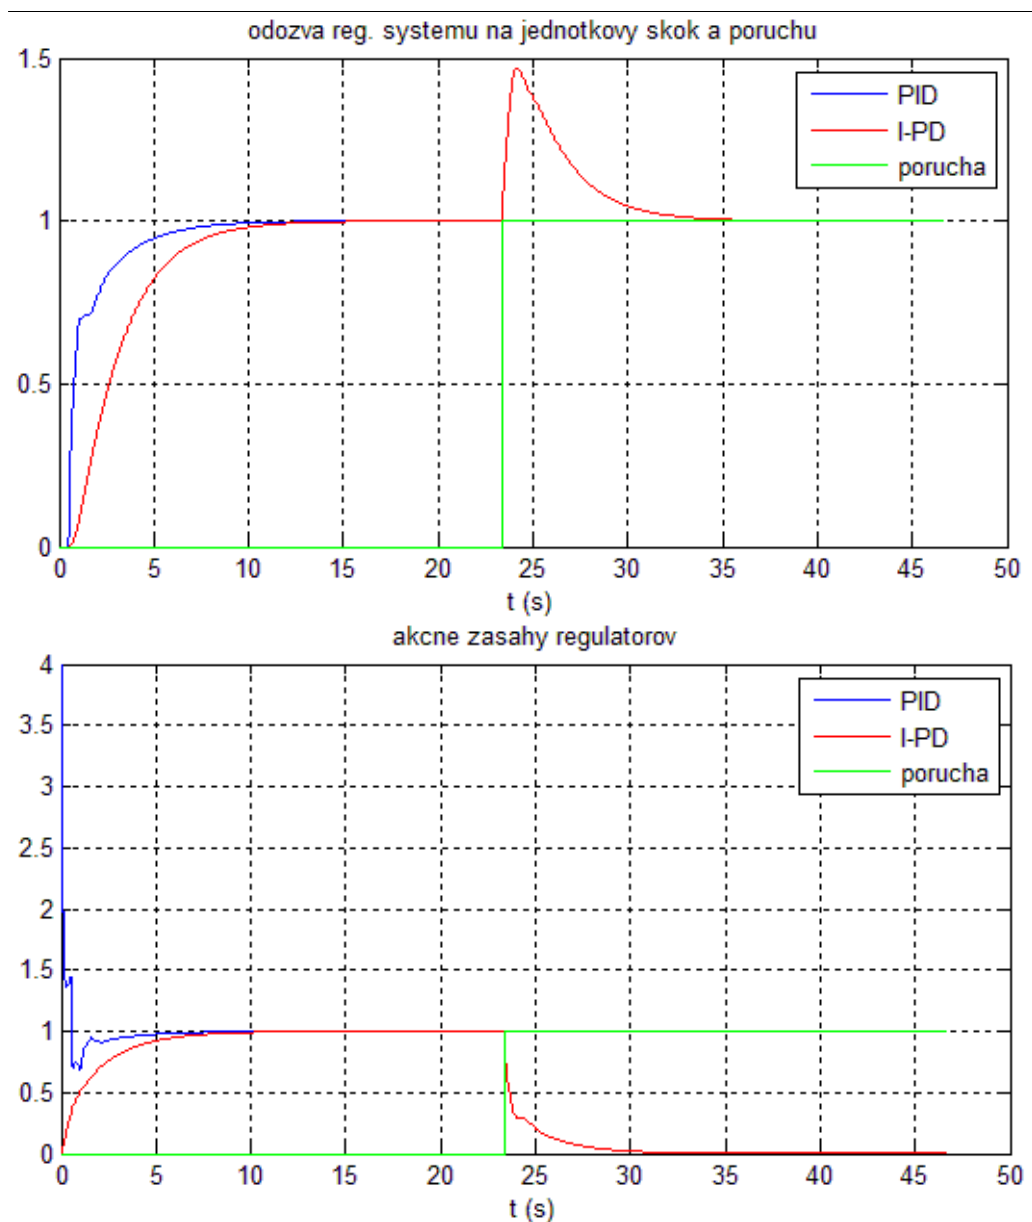 odozva reg. systemu na jednotkovy skok a poruchu
1.5
1
0.5
0
PID
I-PD
porucha
0 5 10 15 20 25 30 35 40 45 50
t (s)
akcne zasahy regulatorov
4
3.5
3
2.5
2
1.5
1
0.5
0
PID
I-PD
porucha
0 5 10 15 20 25 30 35 40 45 50
t (s)